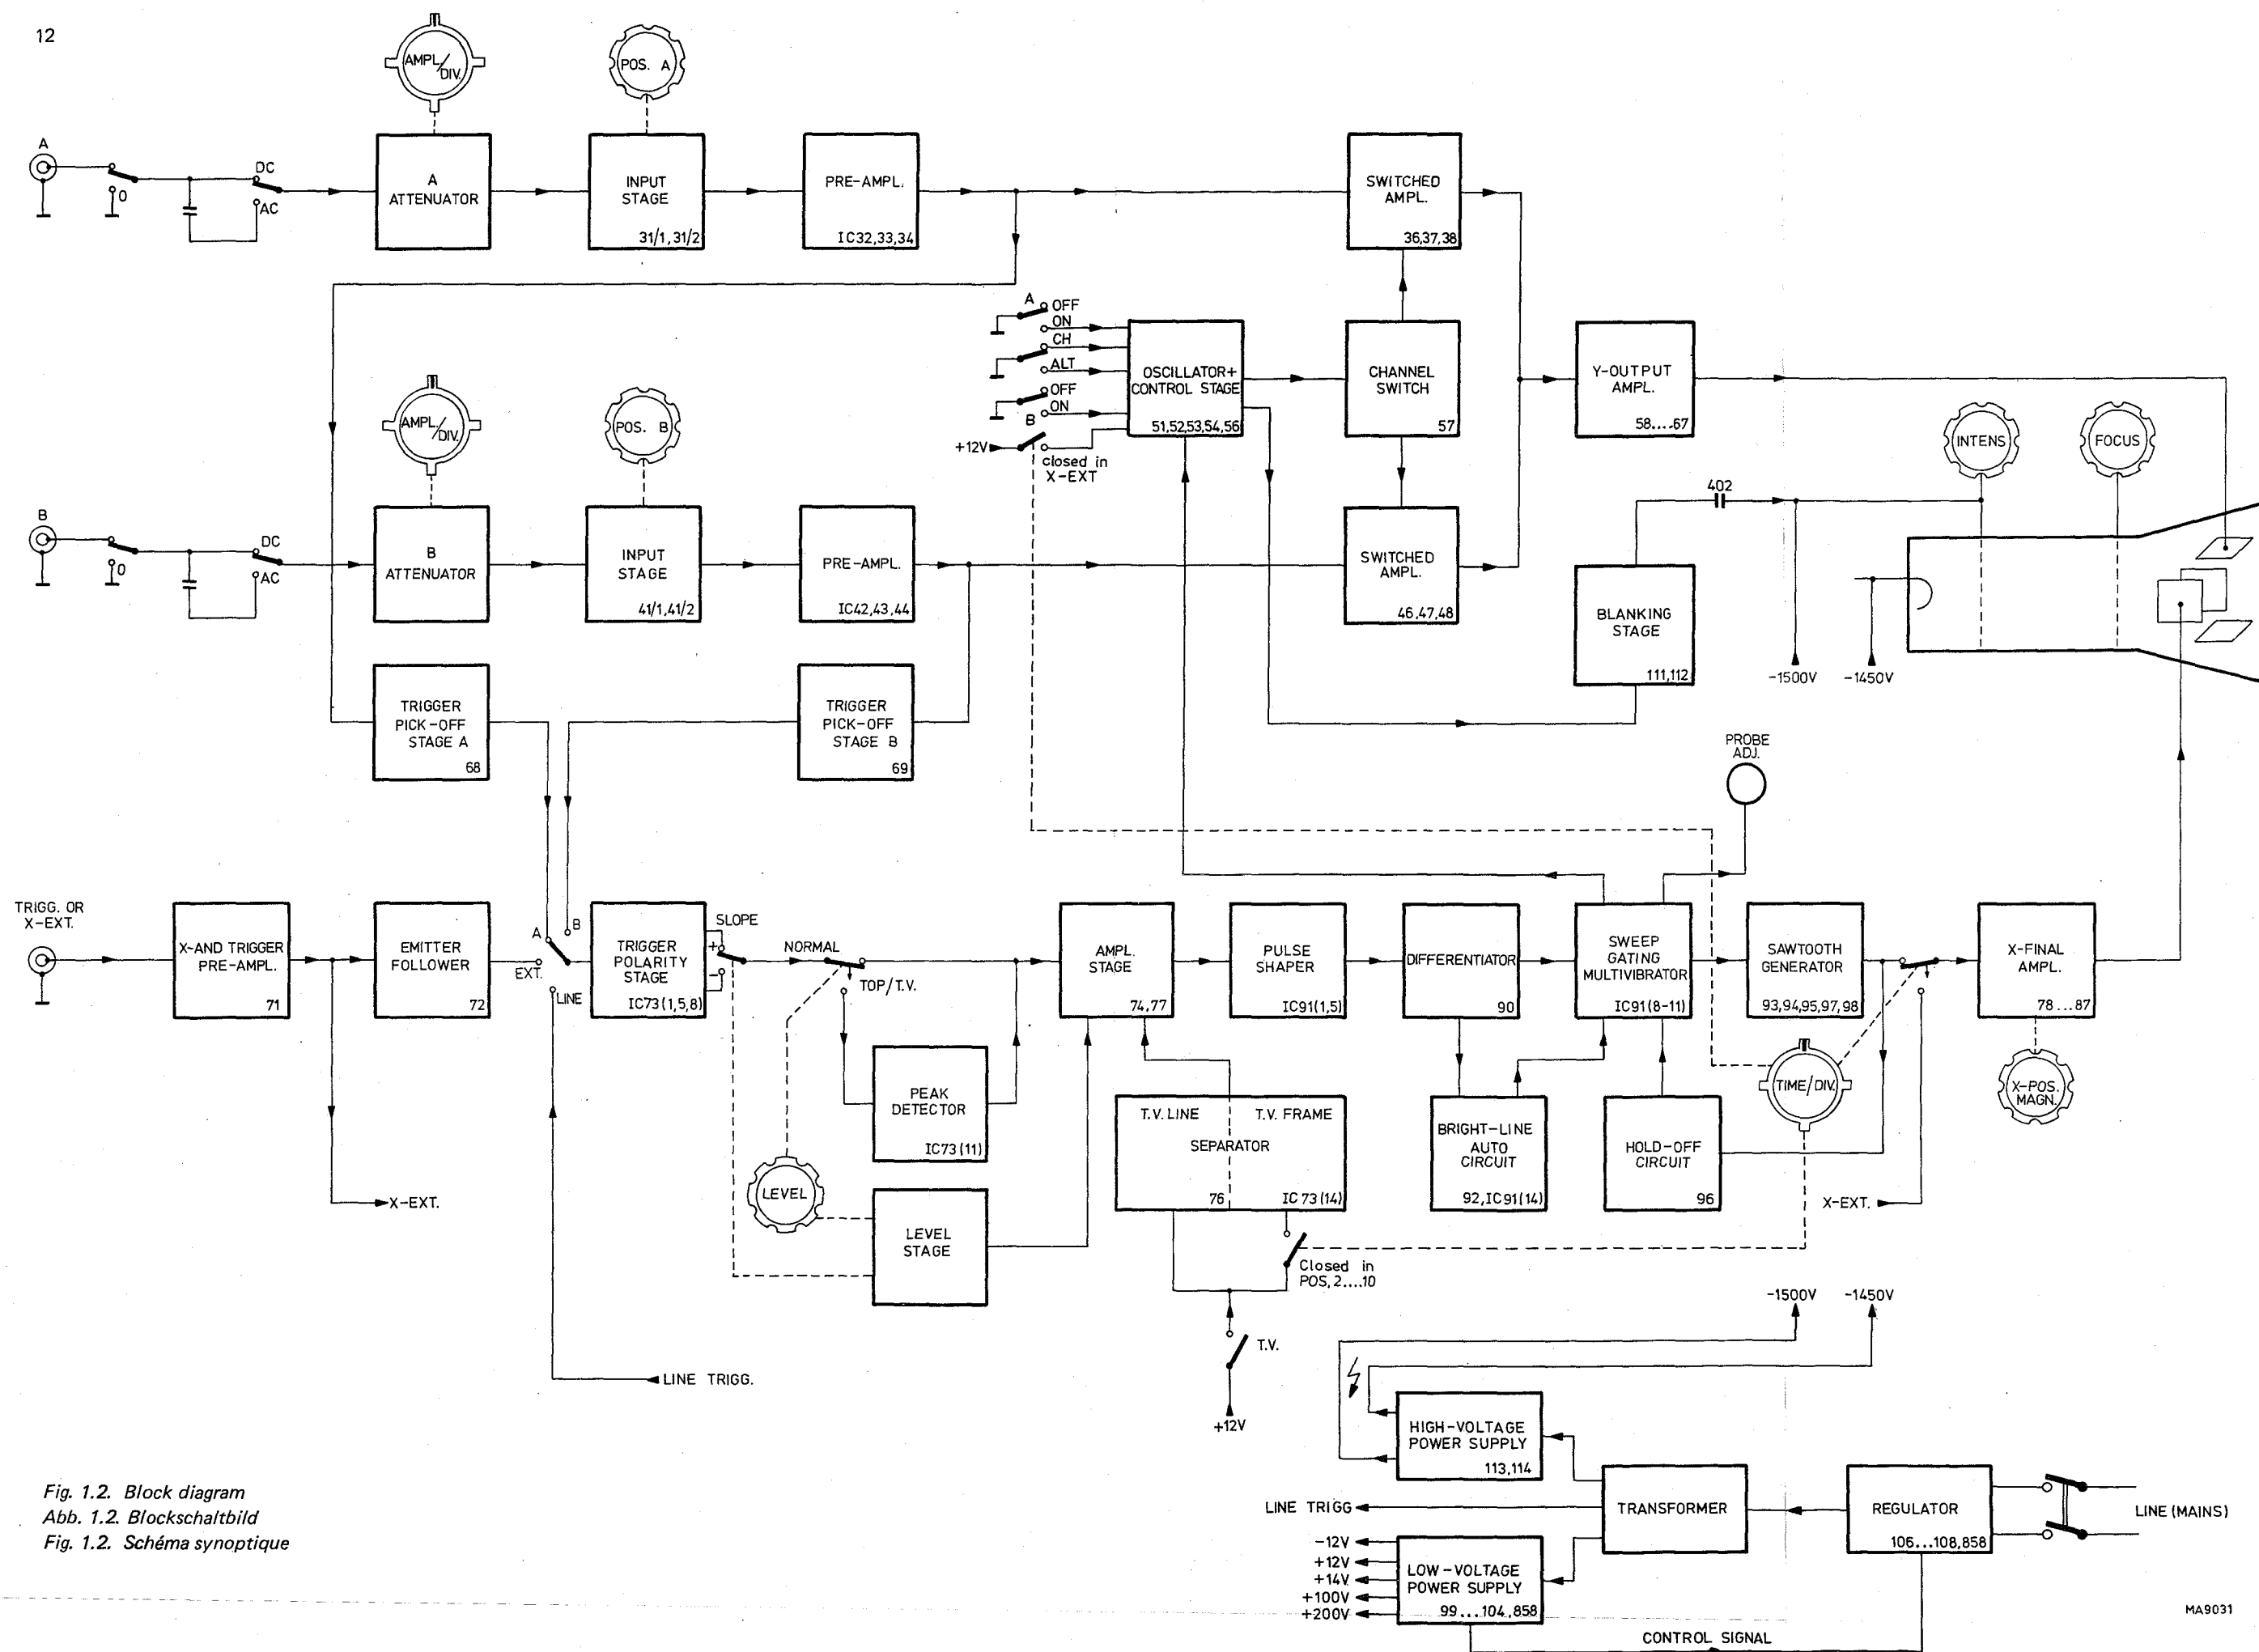 12
AMPL/
DIV.
POS. A
A
O
DC
AC
A
ATTENUATOR
INPUT
STAGE
31/1,31/2
PRE-AMPL.
IC32,33,34
SWITCHED
AMPL.
36,37,38
A
OFF
ON
CH
ALT
OFF
ON
B
+12V
closed in
X-EXT
OSCILLATOR+
CONTROL STAGE
51,52,53,54,56
CHANNEL
SWITCH
57
Y-OUTPUT
AMPL.
58....67
AMPL./
DIV.
POS. B
INTENS
FOCUS
402
B
O
DC
AC
B
ATTENUATOR
INPUT
STAGE
41/1,41/2
PRE-AMPL.
IC42,43,44
SWITCHED
AMPL.
46,47,48
BLANKING
STAGE
111,112
-1500V
-1450V
TRIGGER
PICK-OFF
STAGE A
68
TRIGGER
PICK-OFF
STAGE B
69
PROBE
ADJ.
TRIGG. OR
X-EXT.
X-AND TRIGGER
PRE-AMPL.
71
EMITTER
FOLLOWER
72
A
B
EXT.
LINE
TRIGGER
POLARITY
STAGE
IC73(1,5,8)
SLOPE
+
−
NORMAL
TOP/T.V.
AMPL.
STAGE
74,77
PULSE
SHAPER
IC91(1,5)
DIFFERENTIATOR
90
SWEEP
GATING
MULTIVIBRATOR
IC91(8-11)
SAWTOOTH
GENERATOR
93,94,95,97,98
X-FINAL
AMPL.
78...87
PEAK
DETECTOR
IC73(11)
T.V. LINE
T.V. FRAME
SEPARATOR
76
IC 73(14)
BRIGHT-LINE
AUTO
CIRCUIT
92,IC91(14)
HOLD-OFF
CIRCUIT
96
TIME/DIV.
X-POS.
MAGN.
X-EXT.
LEVEL
LEVEL
STAGE
X-EXT.
Closed in
POS, 2....10
T.V.
+12V
LINE TRIGG.
-1500V
-1450V
HIGH-VOLTAGE
POWER SUPPLY
113,114
LINE TRIGG
TRANSFORMER
REGULATOR
106...108,858
LINE (MAINS)
-12V
+12V
+14V
+100V
+200V
LOW-VOLTAGE
POWER SUPPLY
99...104,858
CONTROL SIGNAL
Fig. 1.2. Block diagram
Abb. 1.2. Blockschaltbild
Fig. 1.2. Schéma synoptique
MA9031